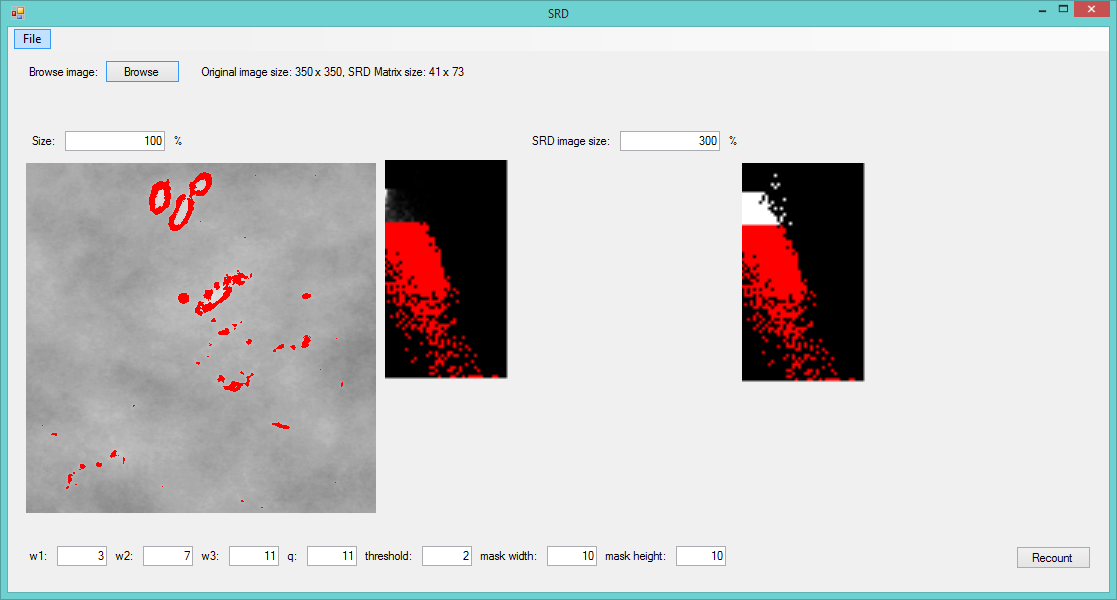 SRD
File
Browse image: Browse Original image size: 350 x 350, SRD Matrix size: 41 x 73
Size: 100 % SRD image size: 300 %
w1: 3 w2: 7 w3: 11 q: 11 threshold: 2 mask width: 10 mask height: 10 Recount